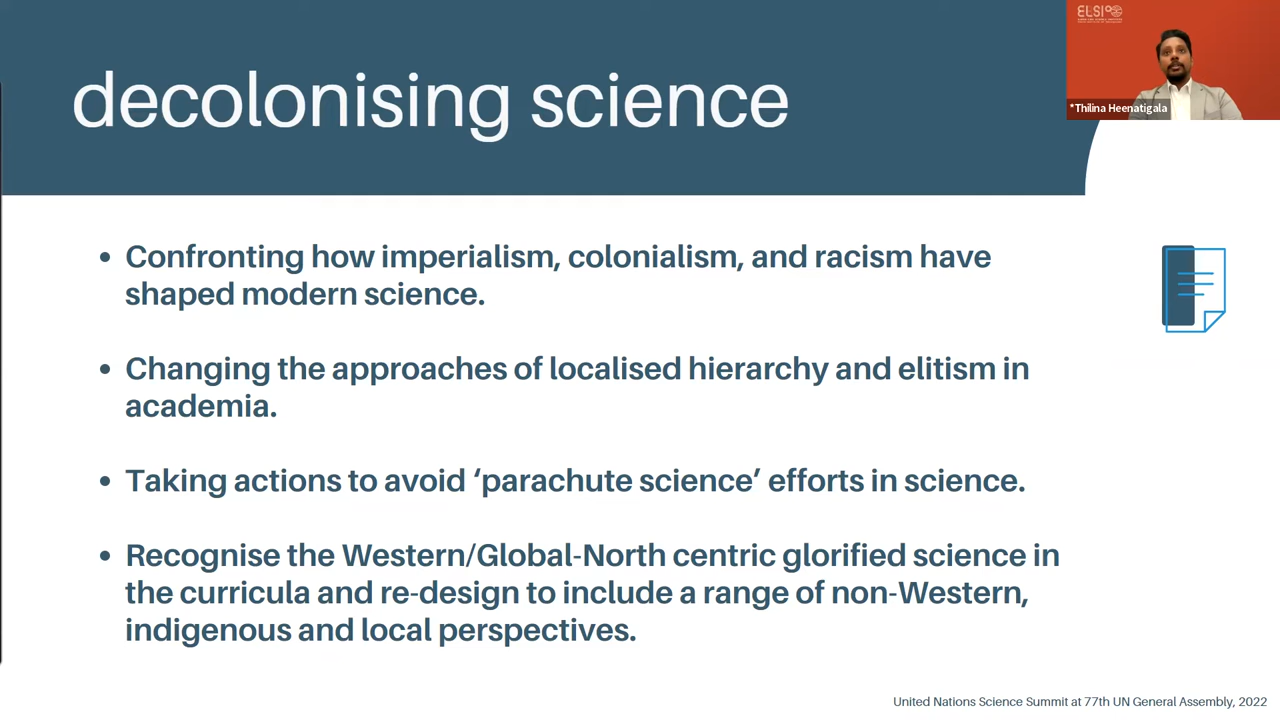 decolonising science
ELSI
*Thilina Heenatigala
• Confronting how imperialism, colonialism, and racism have
shaped modern science.
• Changing the approaches of localised hierarchy and elitism in
academia.
• Taking actions to avoid ‘parachute science’ efforts in science.
• Recognise the Western/Global-North centric glorified science in
the curricula and re-design to include a range of non-Western,
indigenous and local perspectives.
United Nations Science Summit at 77th UN General Assembly, 2022